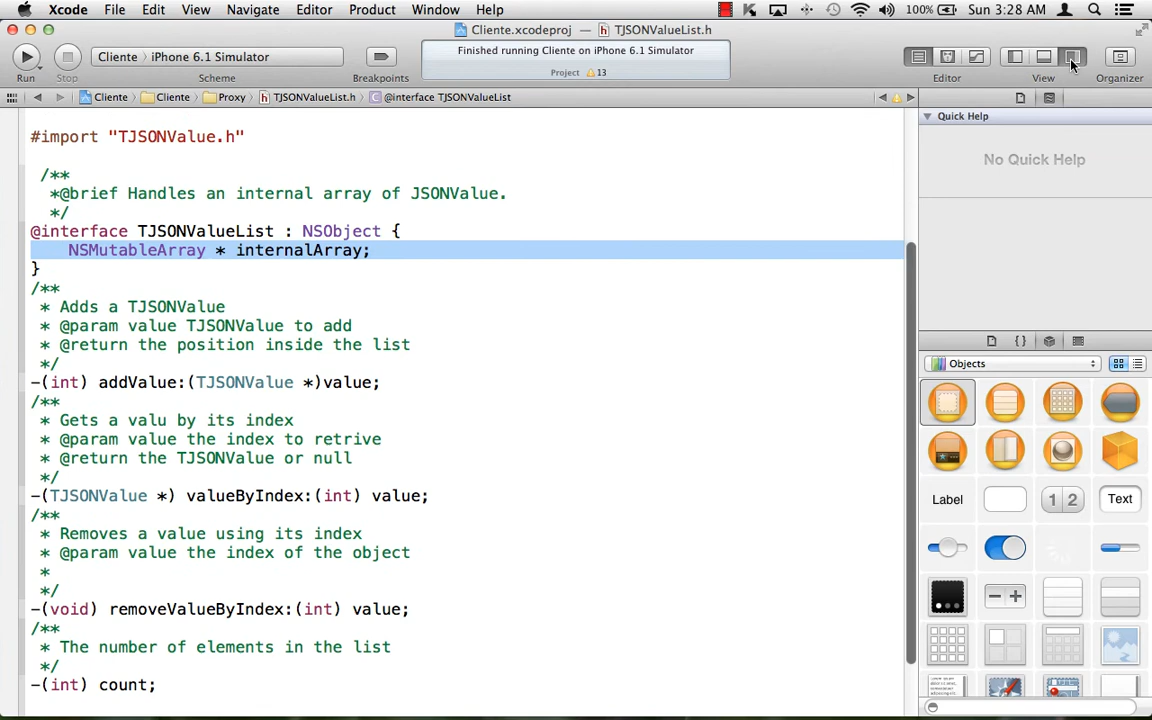 Xcode File Edit View Navigate Editor Product Window Help 100% Sun 3:28 AM
Cliente.xcodeproj — TJSONValueList.h
Cliente iPhone 6.1 Simulator
Finished running Cliente on iPhone 6.1 Simulator
Project 13
Run Stop Scheme Breakpoints Editor View Organizer
Cliente Cliente Proxy TJSONValueList.h @interface TJSONValueList
#import "TJSONValue.h"
/**
*@brief Handles an internal array of JSONValue.
*/
@interface TJSONValueList : NSObject {
NSMutableArray * internalArray;
}
/**
* Adds a TJSONValue
* @param value TJSONValue to add
* @return the position inside the list
*/
-(int) addValue:(TJSONValue *)value;
/**
* Gets a valu by its index
* @param value the index to retrive
* @return the TJSONValue or null
*/
-(TJSONValue *) valueByIndex:(int) value;
/**
* Removes a value using its index
* @param value the index of the object
*
*/
-(void) removeValueByIndex:(int) value;
/**
* The number of elements in the list
*/
-(int) count;
Quick Help
No Quick Help
{}
Objects
Label 1 2 Text